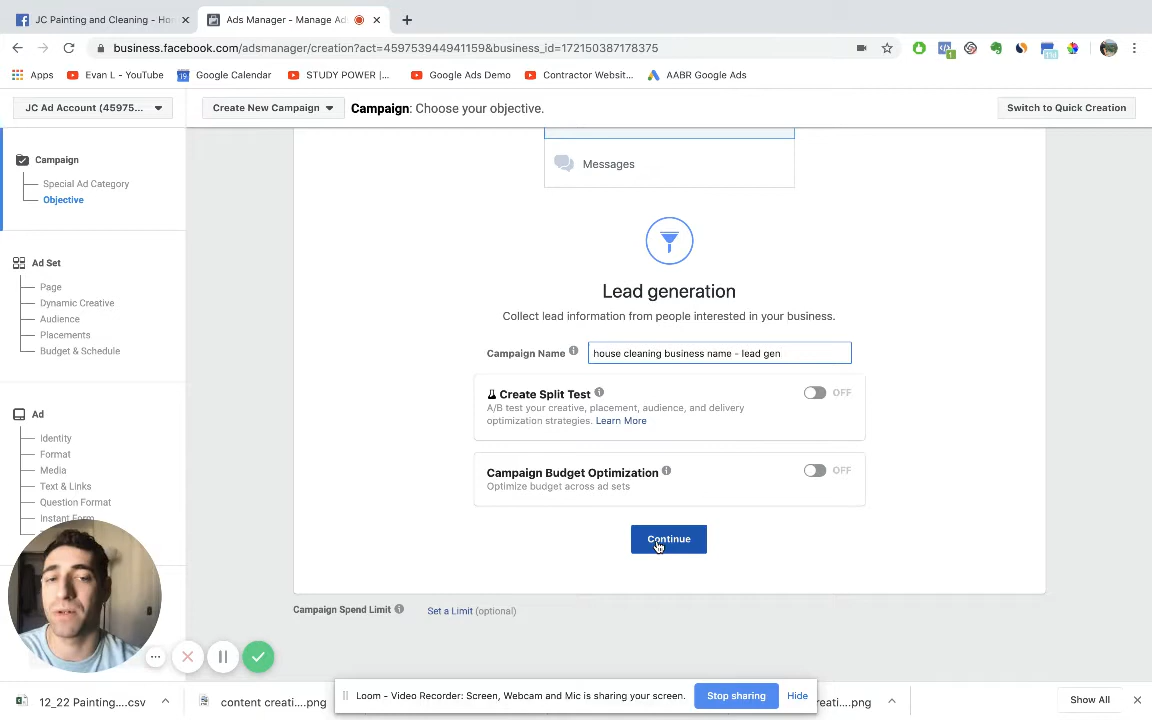 JC Painting and Cleaning - Hor
Ads Manager - Manage Ads
business.facebook.com/adsmanager/creation?act=459753944941159&business_id=172150387178375
Apps
Evan L - YouTube
19
Google Calendar
STUDY POWER |...
Google Ads Demo
Contractor Websit...
AABR Google Ads
JC Ad Account (45975...
Create New Campaign
Campaign: Choose your objective.
Switch to Quick Creation
Campaign
Special Ad Category
Objective
Ad Set
Page
Dynamic Creative
Audience
Placements
Budget & Schedule
Ad
Identity
Format
Media
Text & Links
Question Format
Instant Form
Messages
Lead generation
Collect lead information from people interested in your business.
Campaign Name
house cleaning business name - lead gen
Create Split Test
OFF
A/B test your creative, placement, audience, and delivery
optimization strategies. Learn More
Campaign Budget Optimization
OFF
Optimize budget across ad sets
Continue
Campaign Spend Limit
Set a Limit (optional)
12_22 Painting....csv
content creati....png
Loom - Video Recorder: Screen, Webcam and Mic is sharing your screen.
Stop sharing
Hide
reati....png
Show All